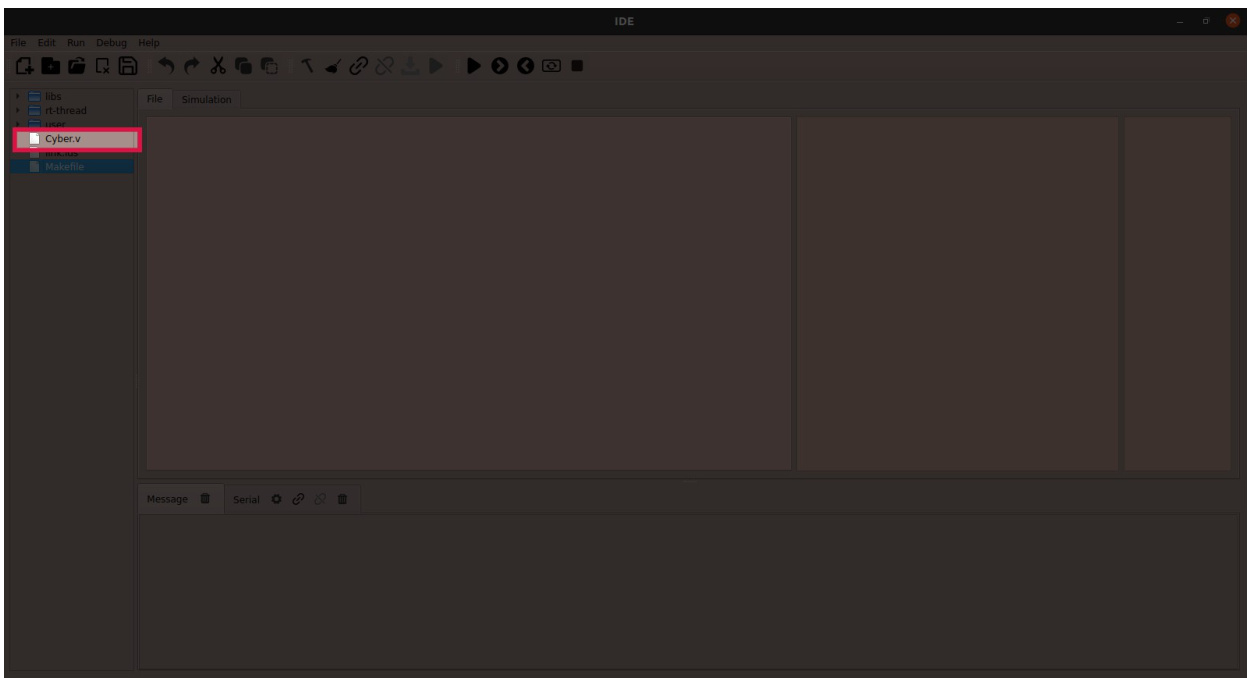 IDE
File Edit Run Debug Help
libs
rt-thread
user
Cyber.v
link.lds
Makefile
File Simulation
Message Serial